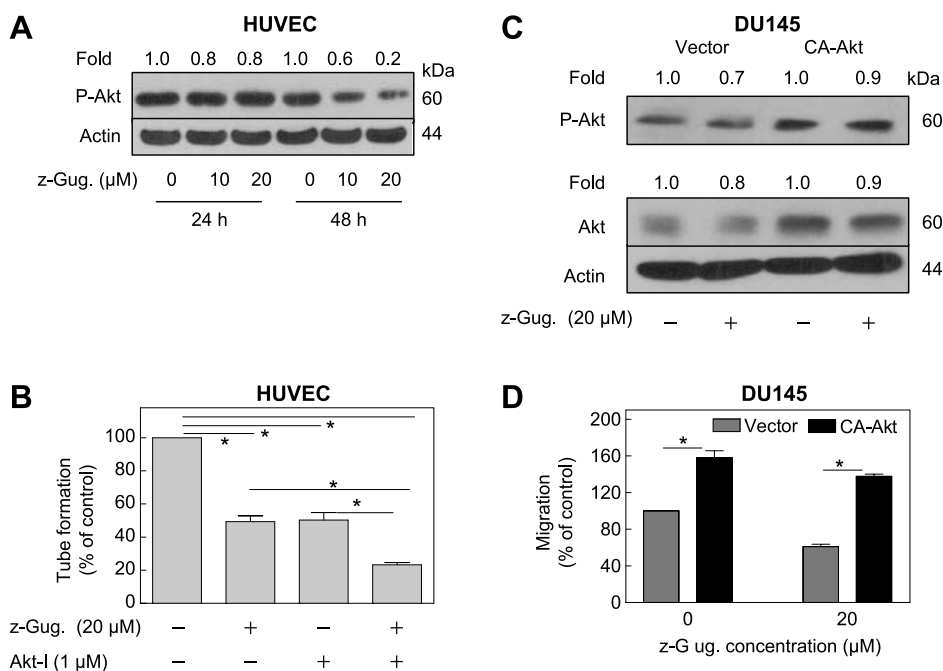 A
HUVEC
Fold 1.0 0.8 0.8 1.0 0.6 0.2
kDa
P-Akt 60
Actin 44
z-Gug. (µM) 0 10 20 0 10 20
24 h 48 h
B
HUVEC
Tube formation
(% of control)
100
80
60
40
20
0
* * * * *
z-Gug. (20 µM) – + – +
Akt-I (1 µM) – – + +
C
DU145
Vector CA-Akt
Fold 1.0 0.7 1.0 0.9 kDa
P-Akt 60
Fold 1.0 0.8 1.0 0.9
Akt 60
Actin 44
z-Gug. (20 µM) – + – +
D
DU145
Vector CA-Akt
Migration
(% of control)
200
160
120
80
40
0
* *
0 20
z-G ug. concentration (µM)